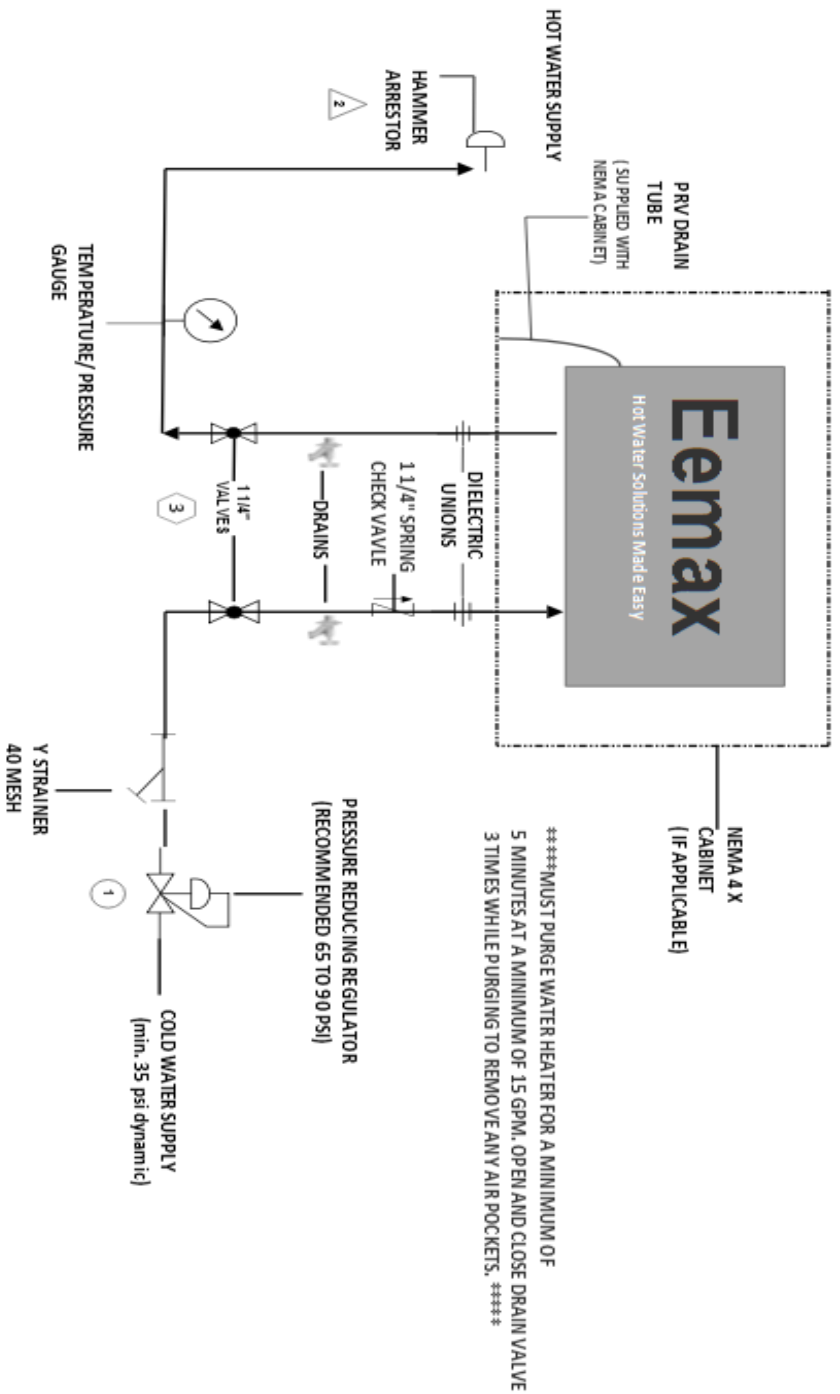 NEMA 4 X
CABINET
( IF APPLICABLE)
Eemax
Hot Water Solutions Made Easy
PRV DRAIN
TUBE
( SUPPLIED WITH
NEMA CABINET)
HOT WATER SUPPLY
HAMMER
ARRESTOR
2
DIELECTRIC
UNIONS
1 1/4" SPRING
CHECK VAVLE
DRAINS
1 1/4"
VALVES
3
TEMPERATURE/ PRESSURE
GAUGE
*****MUST PURGE WATER HEATER FOR A MINIMUM OF
5 MINUTES AT A MINIMUM OF 15 GPM. OPEN AND CLOSE DRAIN VALVE
3 TIMES WHILE PURGING TO REMOVE ANY AIR POCKETS. *****
PRESSURE REDUCING REGULATOR
(RECOMMENDED 65 TO 90 PSI)
1
COLD WATER SUPPLY
(min. 35 psi dynamic)
Y STRAINER
40 MESH